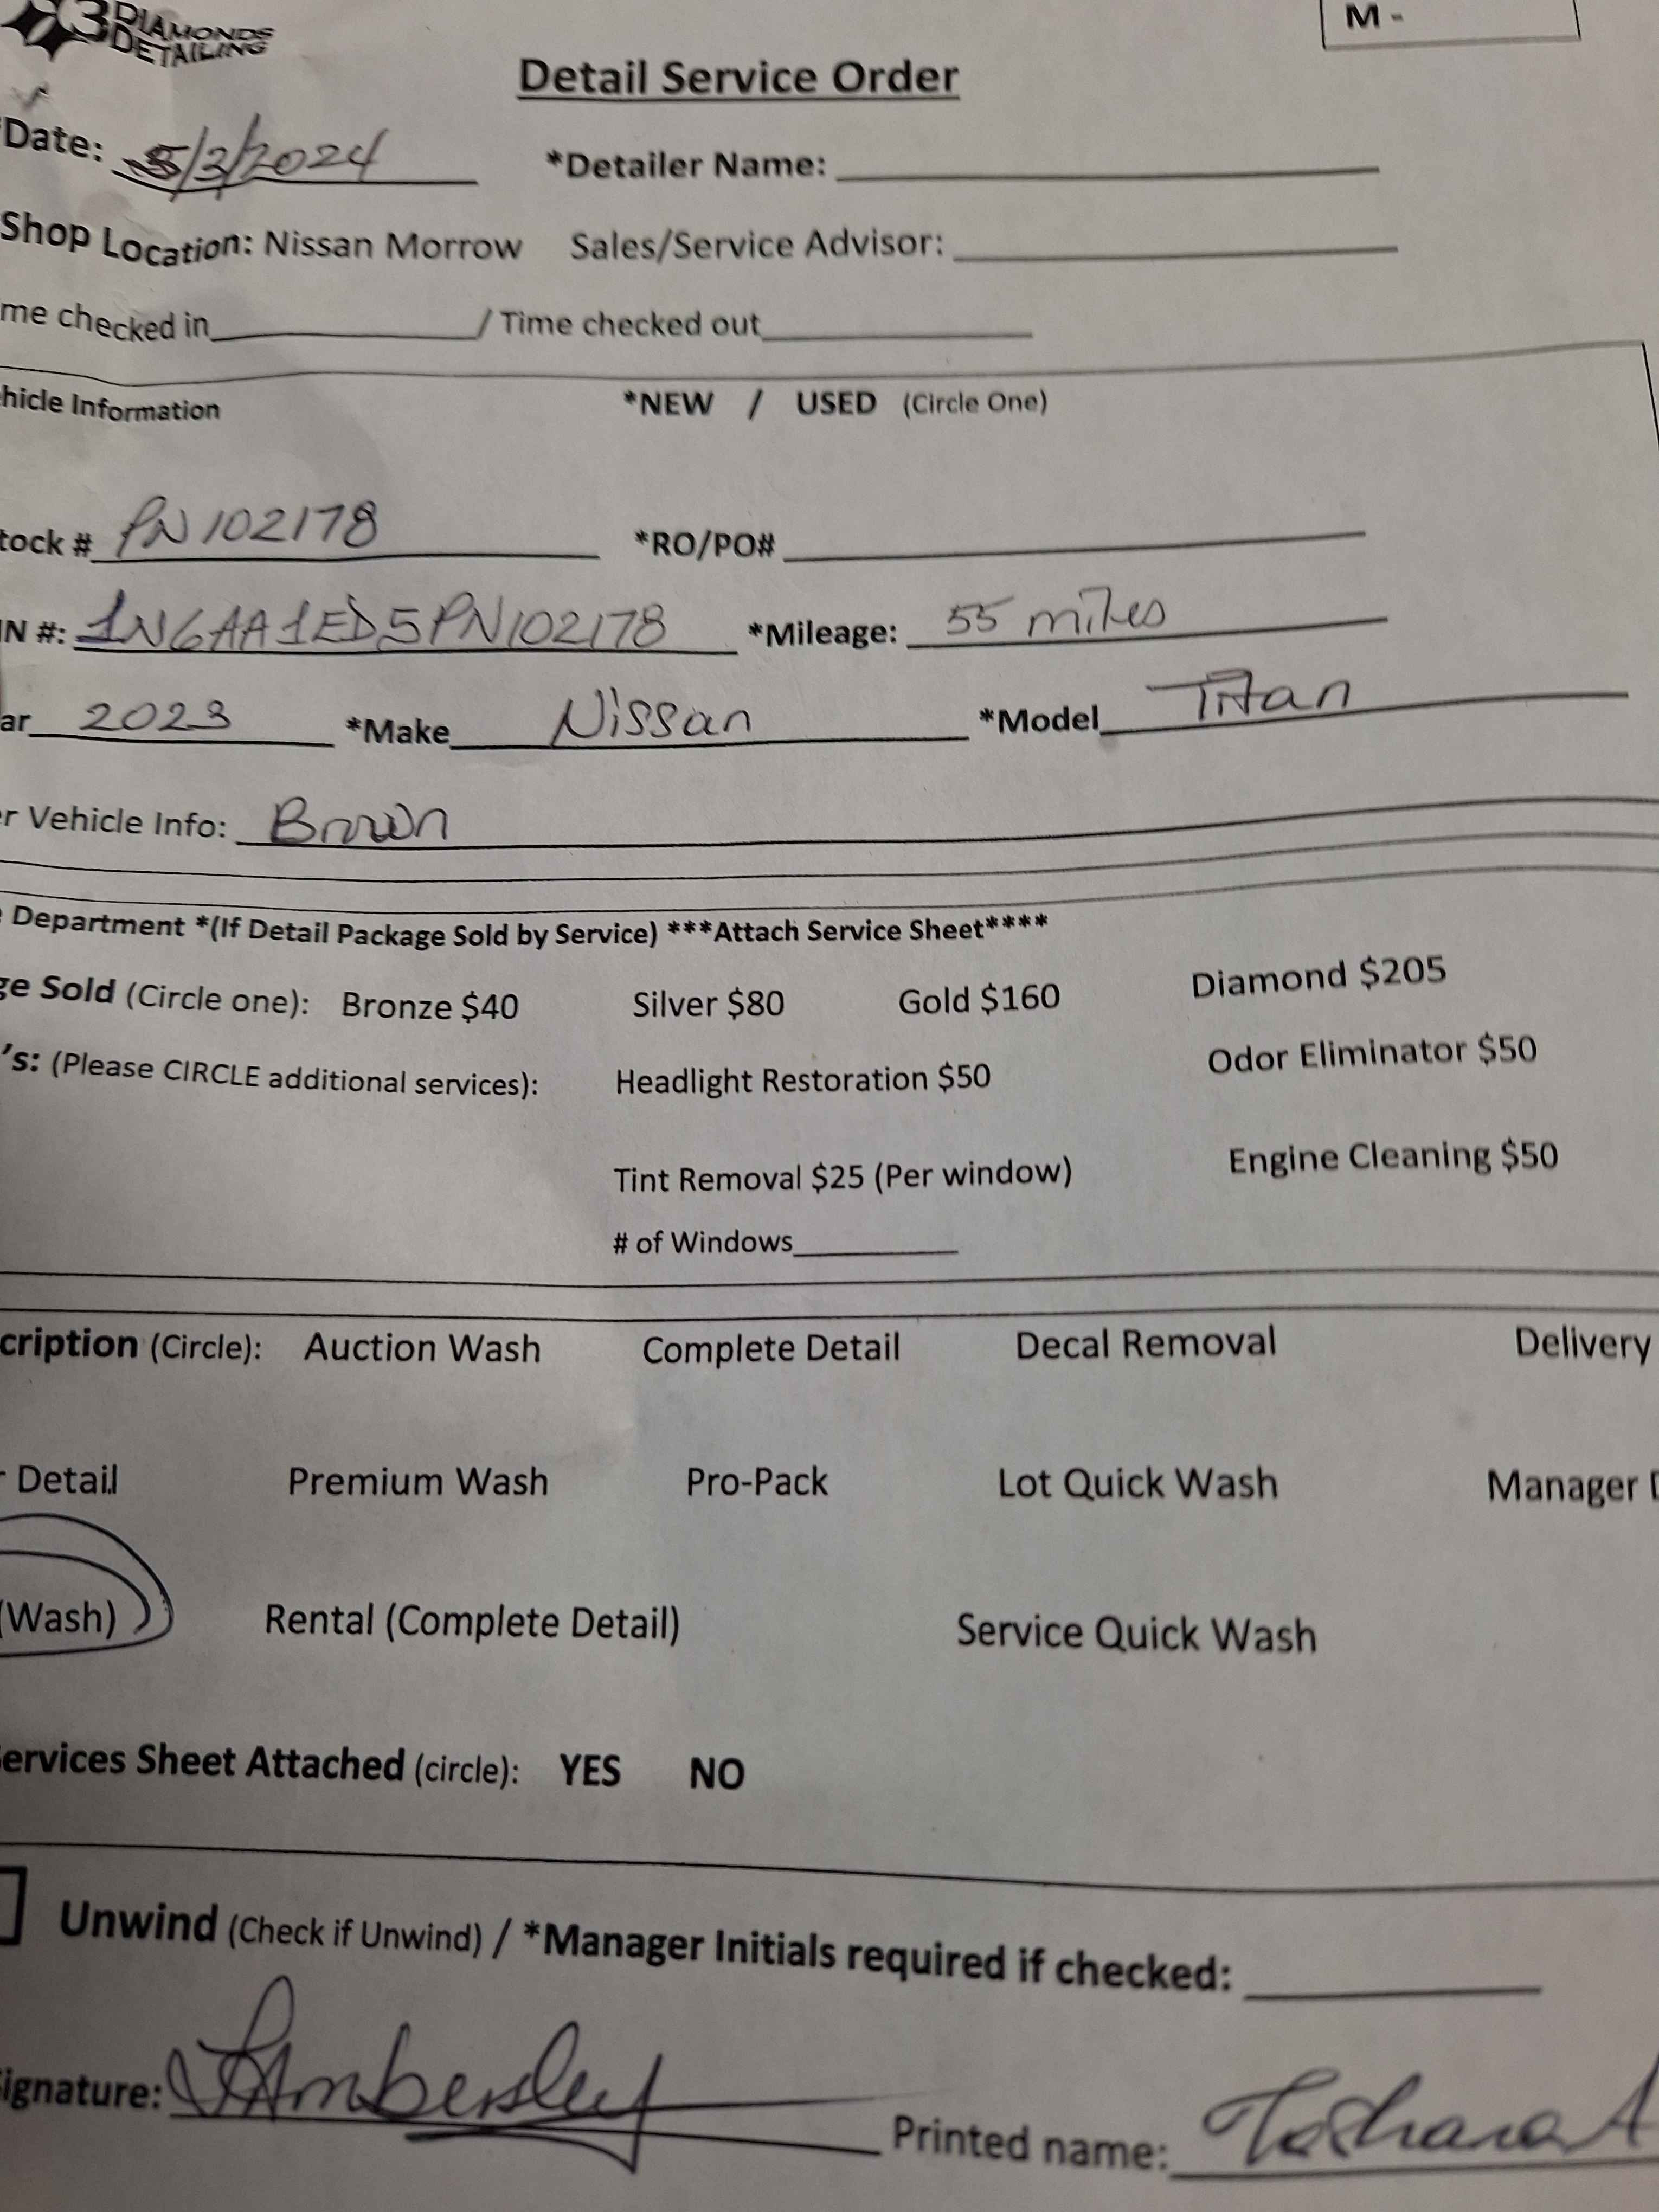 3 DIAMONDS
DETAILING
M -
Detail Service Order
*Date: 5/2/2024 *Detailer Name:
Shop Location: Nissan Morrow Sales/Service Advisor:
me checked in / Time checked out
hicle Information *NEW / USED (Circle One)
tock # PN102178 *RO/PO#
IN #: 1N6AA1ED5PN102178 *Mileage: 55 miles
ar 2023 *Make Nissan *Model Titan
er Vehicle Info: Brown
e Department *(If Detail Package Sold by Service) ***Attach Service Sheet****
ge Sold (Circle one): Bronze $40 Silver $80 Gold $160 Diamond $205
's: (Please CIRCLE additional services): Headlight Restoration $50 Odor Eliminator $50
Tint Removal $25 (Per window) Engine Cleaning $50
# of Windows
cription (Circle): Auction Wash Complete Detail Decal Removal Delivery
r Detail Premium Wash Pro-Pack Lot Quick Wash Manager D
(Wash) Rental (Complete Detail) Service Quick Wash
ervices Sheet Attached (circle): YES NO
Unwind (Check if Unwind) / *Manager Initials required if checked:
Signature: Printed name: